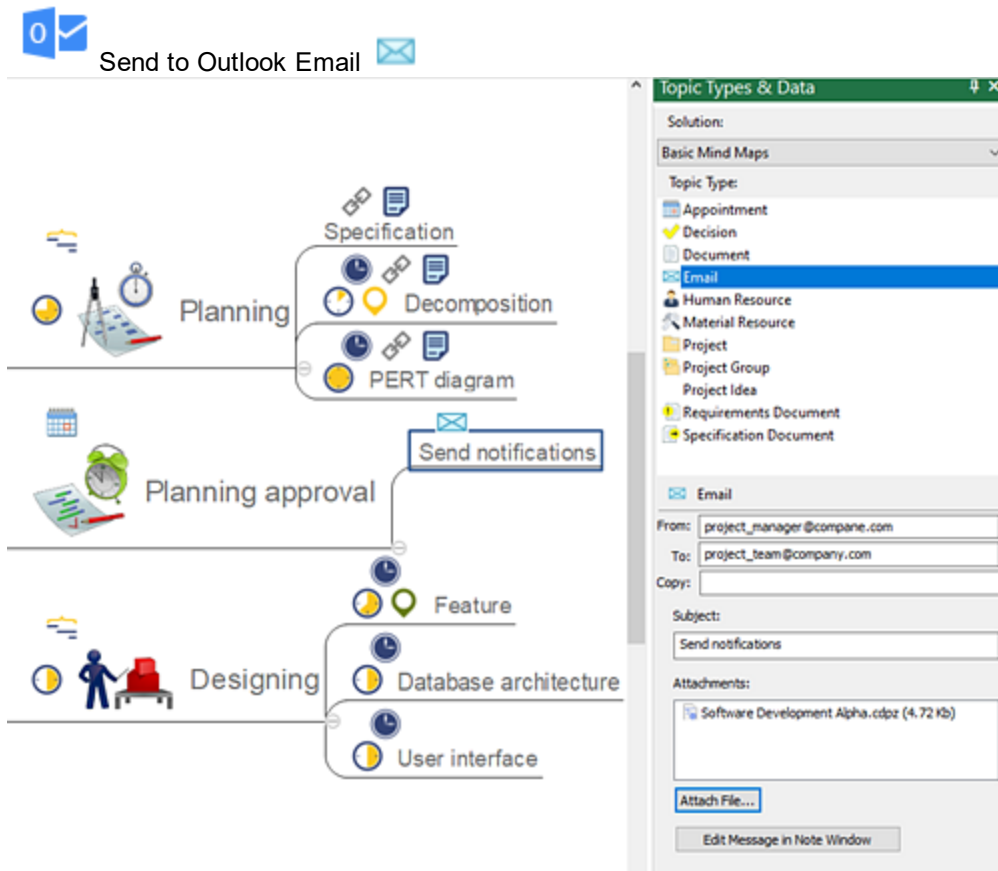 Send to Outlook Email
Topic Types & Data
Solution:
Basic Mind Maps
Topic Type:
Appointment
Decision
Document
Email
Human Resource
Material Resource
Project
Project Group
Project Idea
Requirements Document
Specification Document
Email
From: project_manager@compane.com
To: project_team@company.com
Copy:
Subject:
Send notifications
Attachments:
Software Development Alpha.cdpz (4.72 Kb)
Attach File...
Edit Message in Note Window
Specification
Planning
Decomposition
PERT diagram
Send notifications
Planning approval
Feature
Designing
Database architecture
User interface